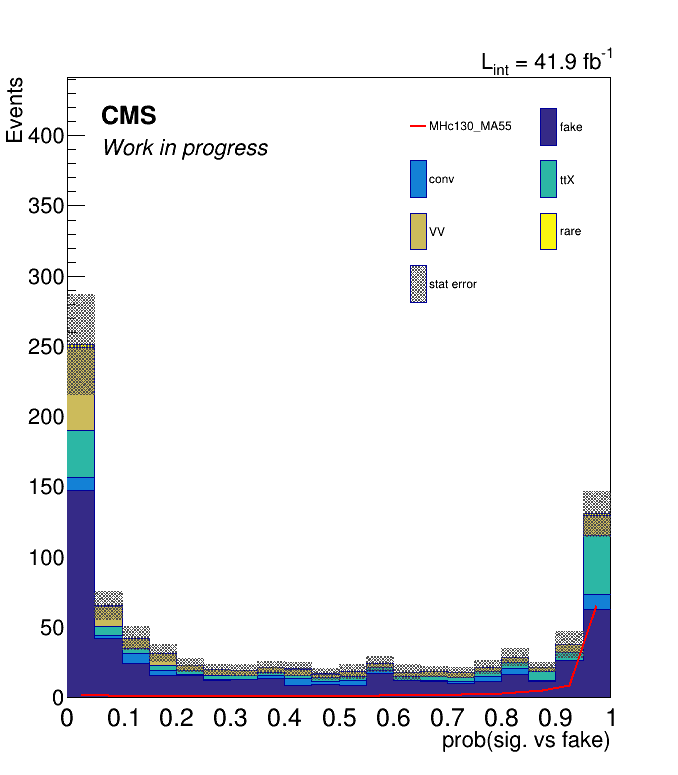 L_int = 41.9 fb^-1
Events
CMS
Work in progress
MHc130_MA55
fake
conv
ttX
VV
rare
stat error
400
350
300
250
200
150
100
50
0
0 0.1 0.2 0.3 0.4 0.5 0.6 0.7 0.8 0.9 1
prob(sig. vs fake)